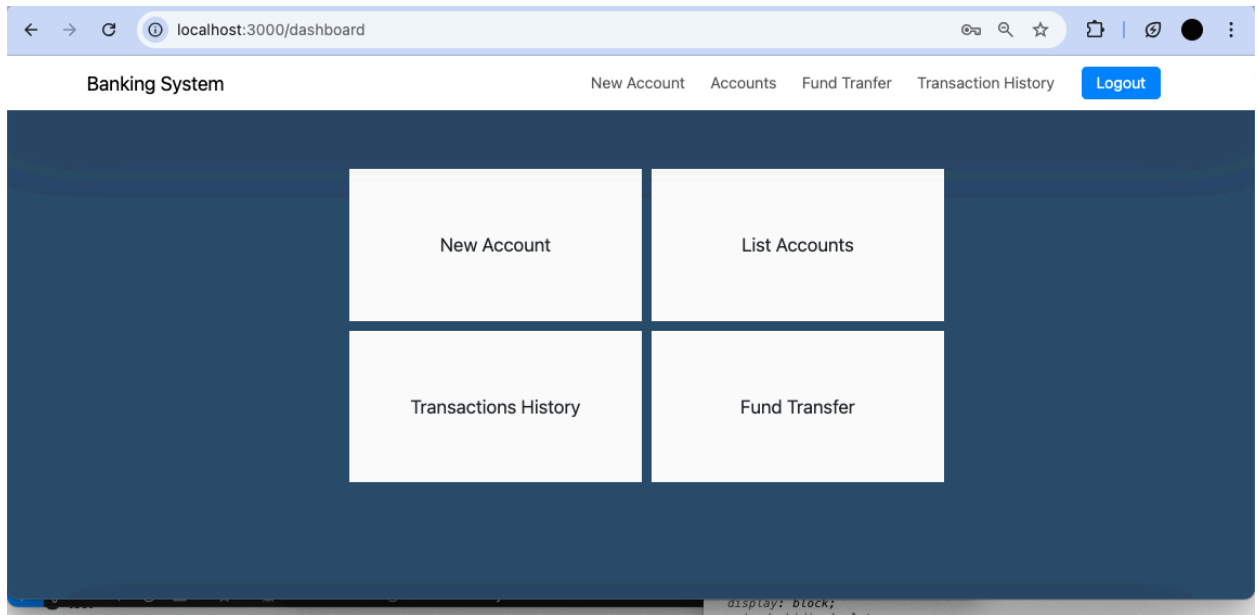 localhost:3000/dashboard
Banking System New Account Accounts Fund Tranfer Transaction History Logout
New Account List Accounts
Transactions History Fund Transfer
display: block;